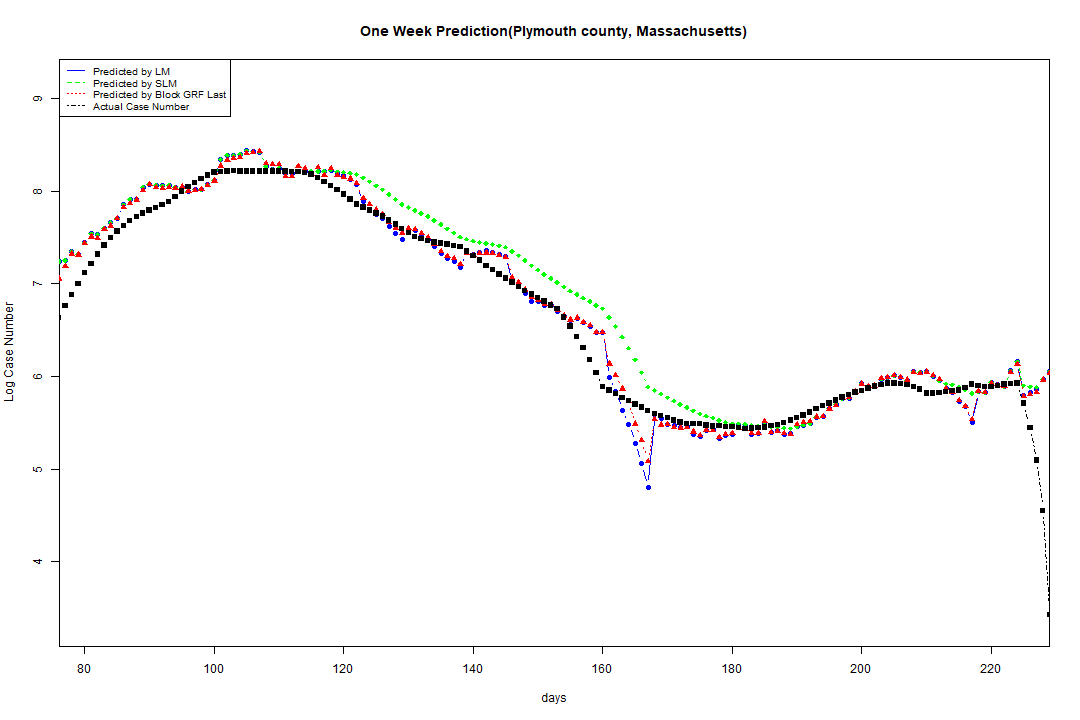 One Week Prediction(Plymouth county, Massachusetts)
Predicted by LM
Predicted by SLM
Predicted by Block GRF Last
Actual Case Number
9
8
7
6
5
4
Log Case Number
80 100 120 140 160 180 200 220
days